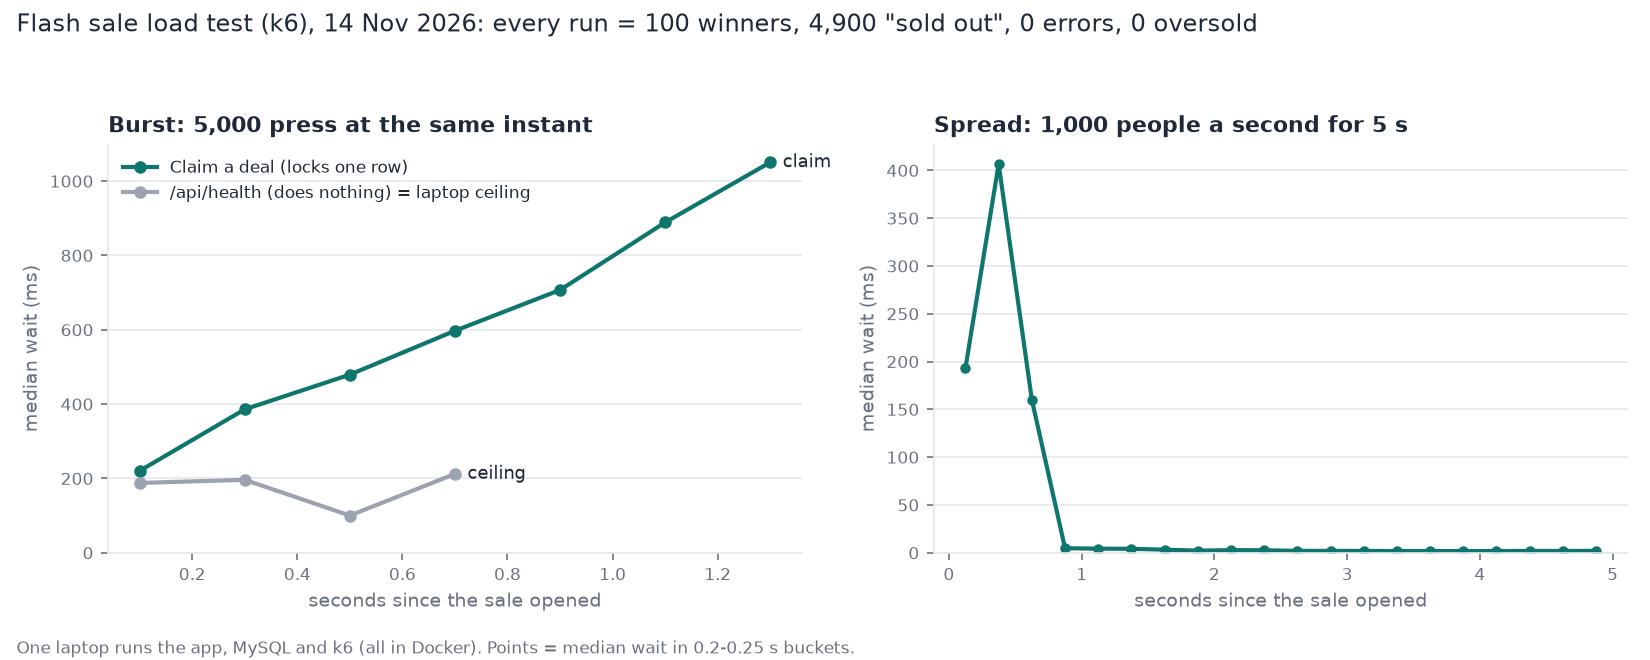 Flash sale load test (k6), 14 Nov 2026: every run = 100 winners, 4,900 "sold out", 0 errors, 0 oversold
Burst: 5,000 press at the same instant
Claim a deal (locks one row)
/api/health (does nothing) = laptop ceiling
claim
ceiling
median wait (ms)
1000
800
600
400
200
0
0.2 0.4 0.6 0.8 1.0 1.2
seconds since the sale opened
Spread: 1,000 people a second for 5 s
median wait (ms)
400
350
300
250
200
150
100
50
0
0 1 2 3 4 5
seconds since the sale opened
One laptop runs the app, MySQL and k6 (all in Docker). Points = median wait in 0.2-0.25 s buckets.